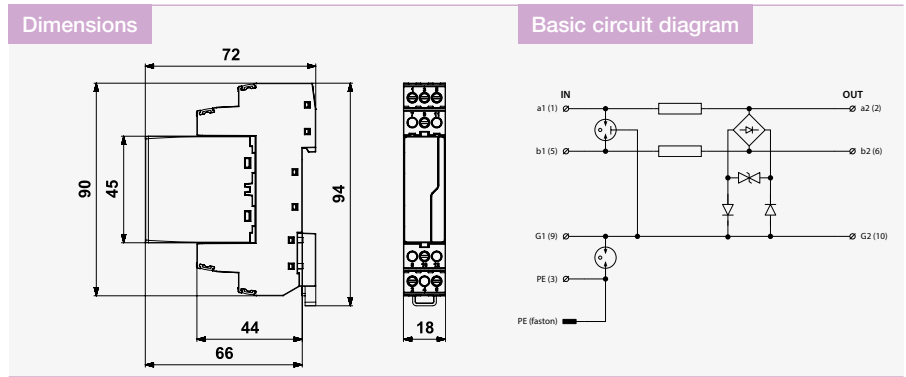 Dimensions
Basic circuit diagram
72
90
45
94
44
66
18
IN
OUT
a1 (1)
a2 (2)
b1 (5)
b2 (6)
G1 (9)
G2 (10)
PE (3)
PE (faston)